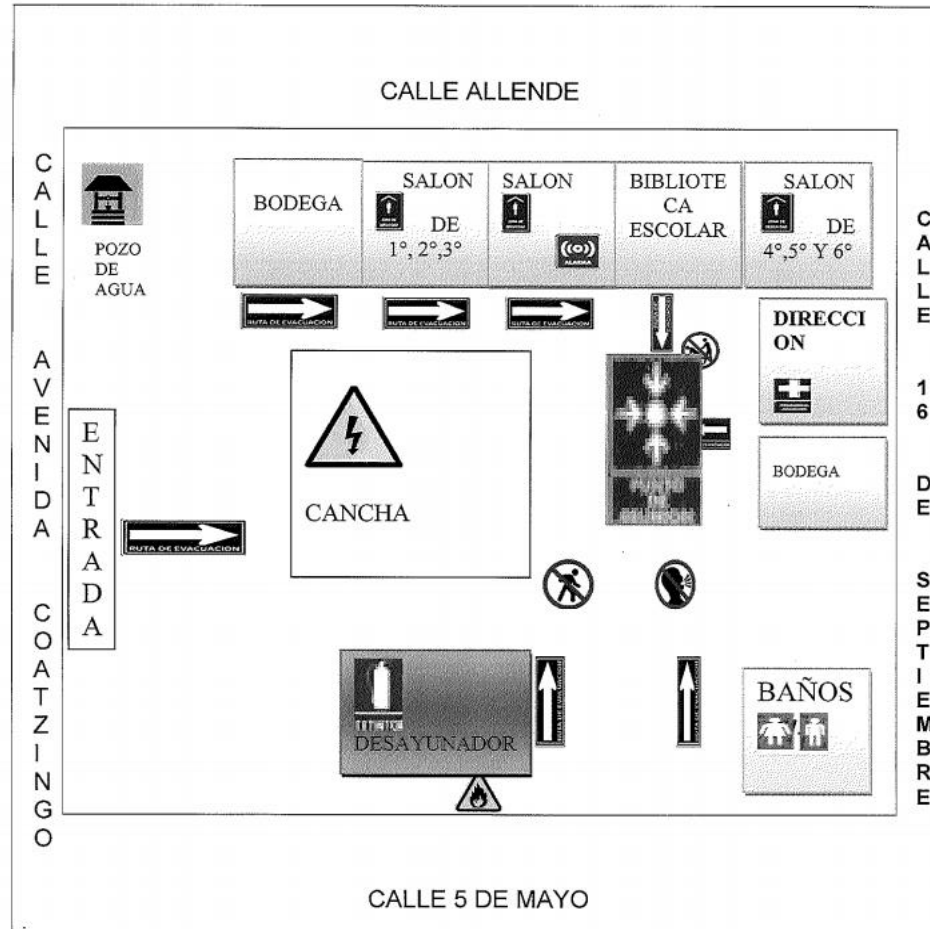 CALLE ALLENDE
CALLE AVENIDA COATZINGO
POZO
DE
AGUA
BODEGA
SALON
DE
1°, 2°,3°
SALON
ALARMA
BIBLIOTE
CA
ESCOLAR
SALON
DE
4°,5° Y 6°
RUTA DE EVACUACION
RUTA DE EVACUACION
RUTA DE EVACUACION
DIRECCI
ON
BODEGA
ENTRADA
RUTA DE EVACUACION
CANCHA
DESAYUNADOR
BAÑOS
CALLE 16 DE SEPTIEMBRE
CALLE 5 DE MAYO